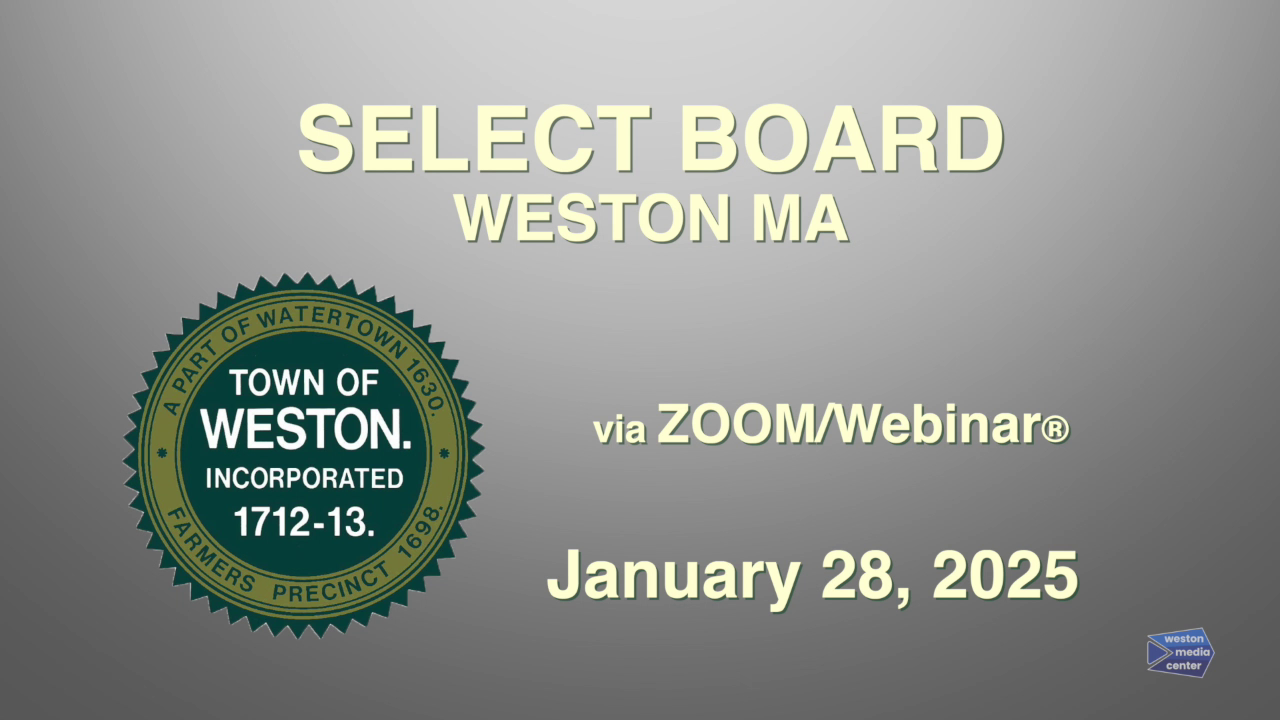 SELECT BOARD
WESTON MA
A PART OF WATERTOWN 1630.
TOWN OF
WESTON.
INCORPORATED
1712-13.
FARMERS PRECINCT 1698.
via ZOOM/Webinar®
January 28, 2025
weston
media
center